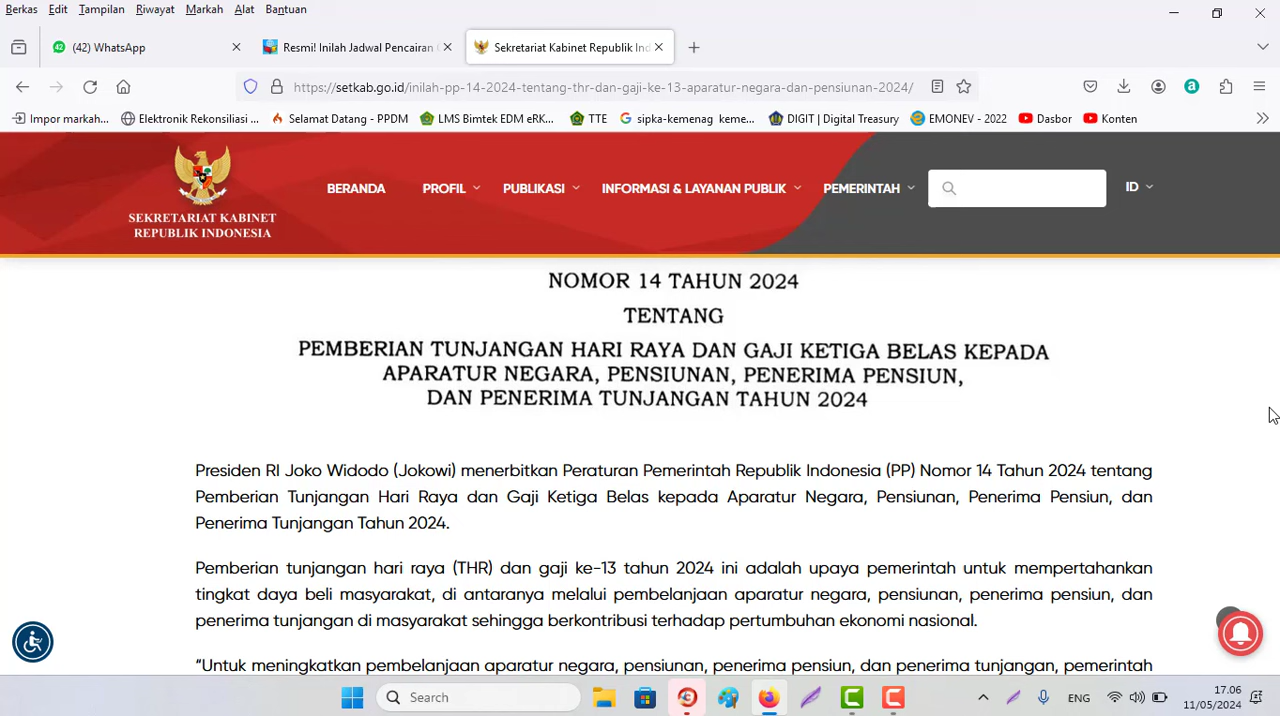 Berkas Edit Tampilan Riwayat Markah Alat Bantuan
(42) WhatsApp
Resmi! Inilah Jadwal Pencairan
Sekretariat Kabinet Republik Ind
https://setkab.go.id/inilah-pp-14-2024-tentang-thr-dan-gaji-ke-13-aparatur-negara-dan-pensiunan-2024/
Impor markah... Elektronik Rekonsiliasi ... Selamat Datang - PPDM LMS Bimtek EDM eRK... TTE sipka-kemenag keme... DIGIT | Digital Treasury EMONEV - 2022 Dasbor Konten
SEKRETARIAT KABINET
REPUBLIK INDONESIA
BERANDA PROFIL PUBLIKASI INFORMASI & LAYANAN PUBLIK PEMERINTAH ID
NOMOR 14 TAHUN 2024
TENTANG
PEMBERIAN TUNJANGAN HARI RAYA DAN GAJI KETIGA BELAS KEPADA
APARATUR NEGARA, PENSIUNAN, PENERIMA PENSIUN,
DAN PENERIMA TUNJANGAN TAHUN 2024
Presiden RI Joko Widodo (Jokowi) menerbitkan Peraturan Pemerintah Republik Indonesia (PP) Nomor 14 Tahun 2024 tentang
Pemberian Tunjangan Hari Raya dan Gaji Ketiga Belas kepada Aparatur Negara, Pensiunan, Penerima Pensiun, dan
Penerima Tunjangan Tahun 2024.
Pemberian tunjangan hari raya (THR) dan gaji ke-13 tahun 2024 ini adalah upaya pemerintah untuk mempertahankan
tingkat daya beli masyarakat, di antaranya melalui pembelanjaan aparatur negara, pensiunan, penerima pensiun, dan
penerima tunjangan di masyarakat sehingga berkontribusi terhadap pertumbuhan ekonomi nasional.
“Untuk meningkatkan pembelanjaan aparatur negara, pensiunan, penerima pensiun, dan penerima tunjangan, pemerintah
Search
ENG
17.06
11/05/2024